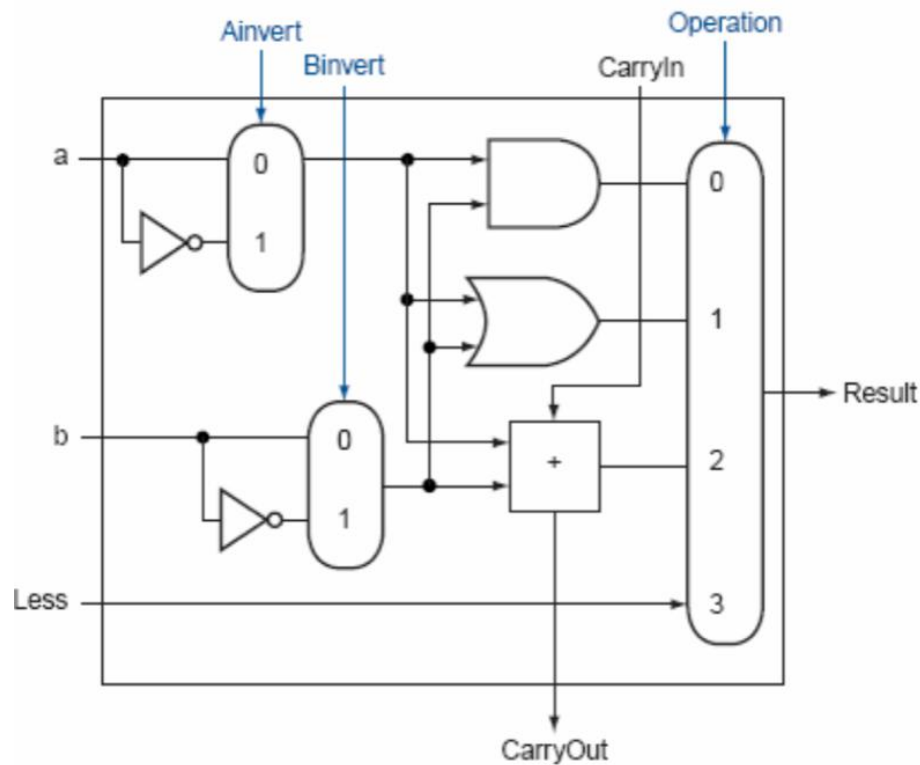 Operation
Ainvert
Binvert
CarryIn
a
0
0
1
1
Result
b
0
2
+
1
Less
3
CarryOut